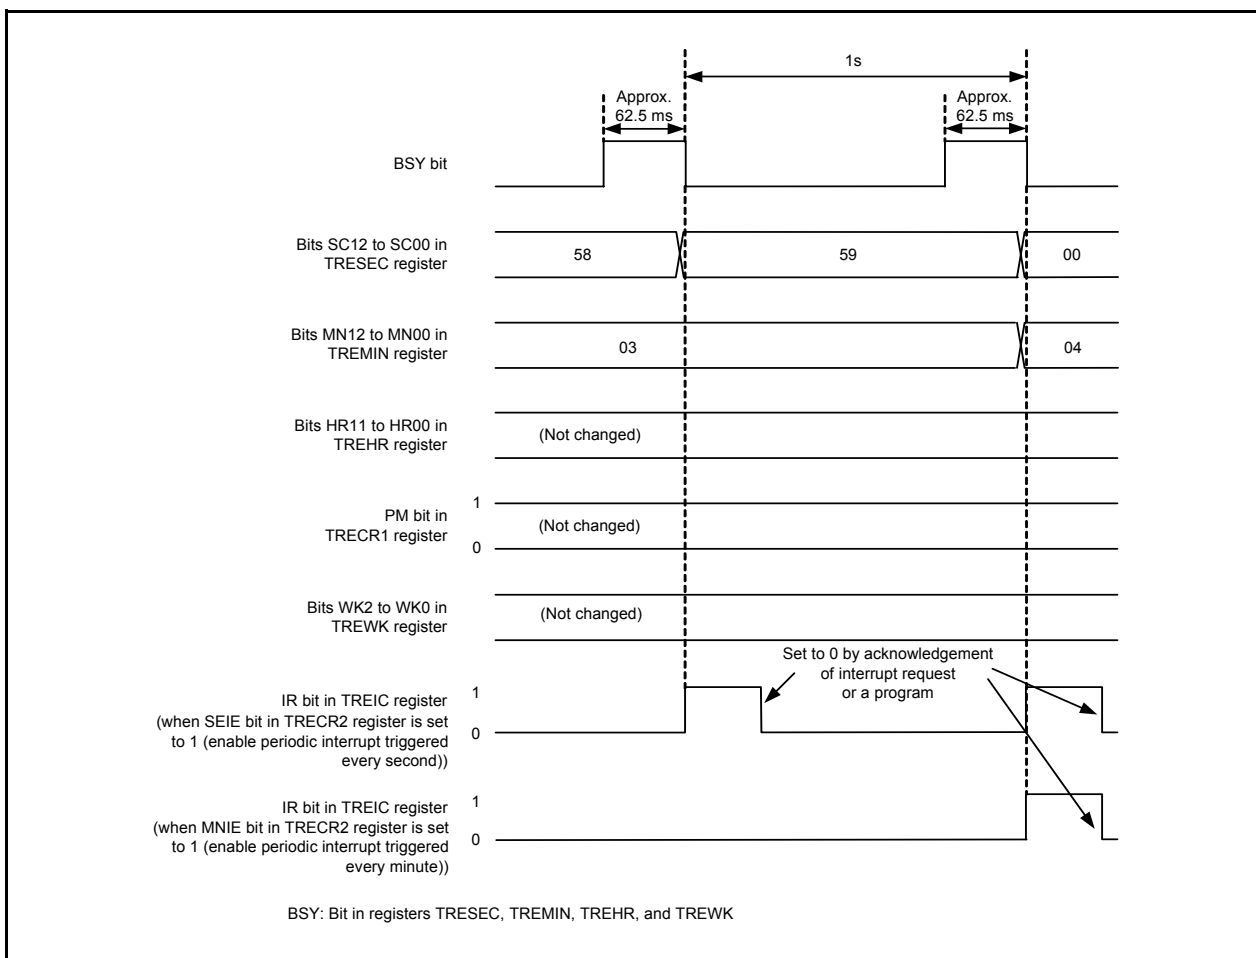 1s
Approx.
62.5 ms
Approx.
62.5 ms
BSY bit
Bits SC12 to SC00 in
TRESEC register
58
59
00
Bits MN12 to MN00 in
TREMIN register
03
04
Bits HR11 to HR00 in
TREHR register
(Not changed)
PM bit in
TRECR1 register
1
0
(Not changed)
Bits WK2 to WK0 in
TREWK register
(Not changed)
Set to 0 by acknowledgement
of interrupt request
or a program
IR bit in TREIC register
(when SEIE bit in TRECR2 register is set
to 1 (enable periodic interrupt triggered
every second))
1
0
IR bit in TREIC register
(when MNIE bit in TRECR2 register is set
to 1 (enable periodic interrupt triggered
every minute))
1
0
BSY: Bit in registers TRESEC, TREMIN, TREHR, and TREWK